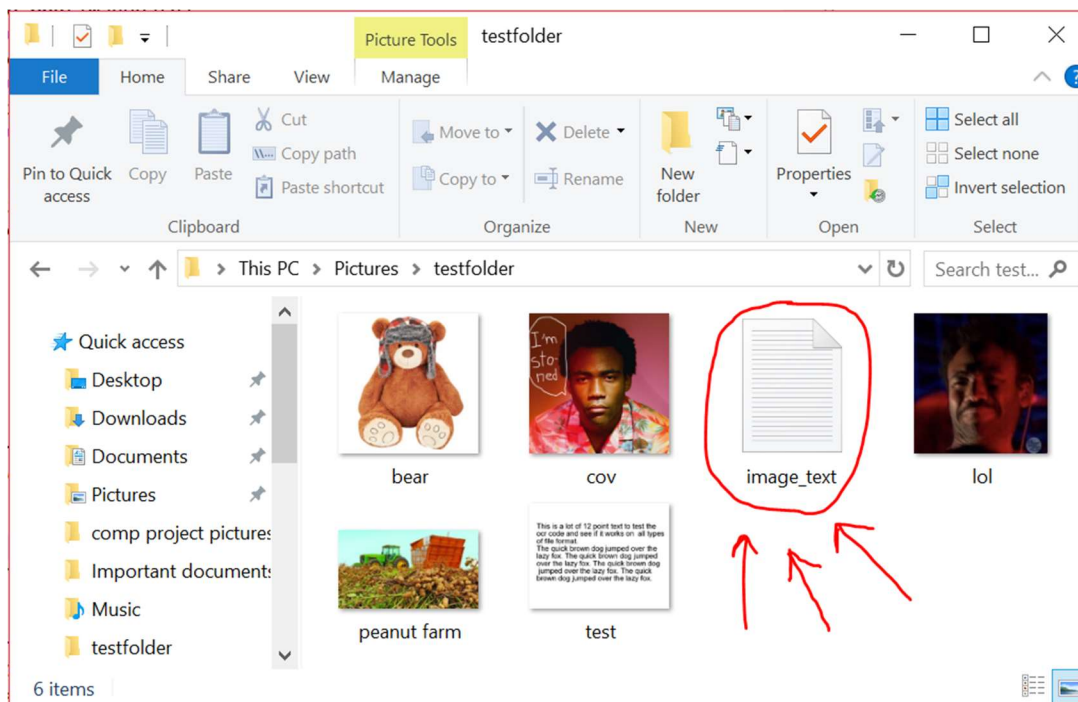 Picture Tools
testfolder
File
Home
Share
View
Manage
Pin to Quick access
Copy
Paste
Cut
Copy path
Paste shortcut
Clipboard
Move to
Copy to
Delete
Rename
Organize
New folder
New
Properties
Open
Select all
Select none
Invert selection
Select
This PC > Pictures > testfolder
Search test...
Quick access
Desktop
Downloads
Documents
Pictures
comp project pictures
Important documents
Music
testfolder
I'm
sto-
ned
bear
cov
image_text
lol
This is a lot of 12 point text to test the
ocr code and see if it works on all types
of file format.
The quick brown dog jumped over the
lazy fox. The quick brown dog jumped
over the lazy fox. The quick brown dog
jumped over the lazy fox. The quick
brown dog jumped over the lazy fox.
peanut farm
test
6 items